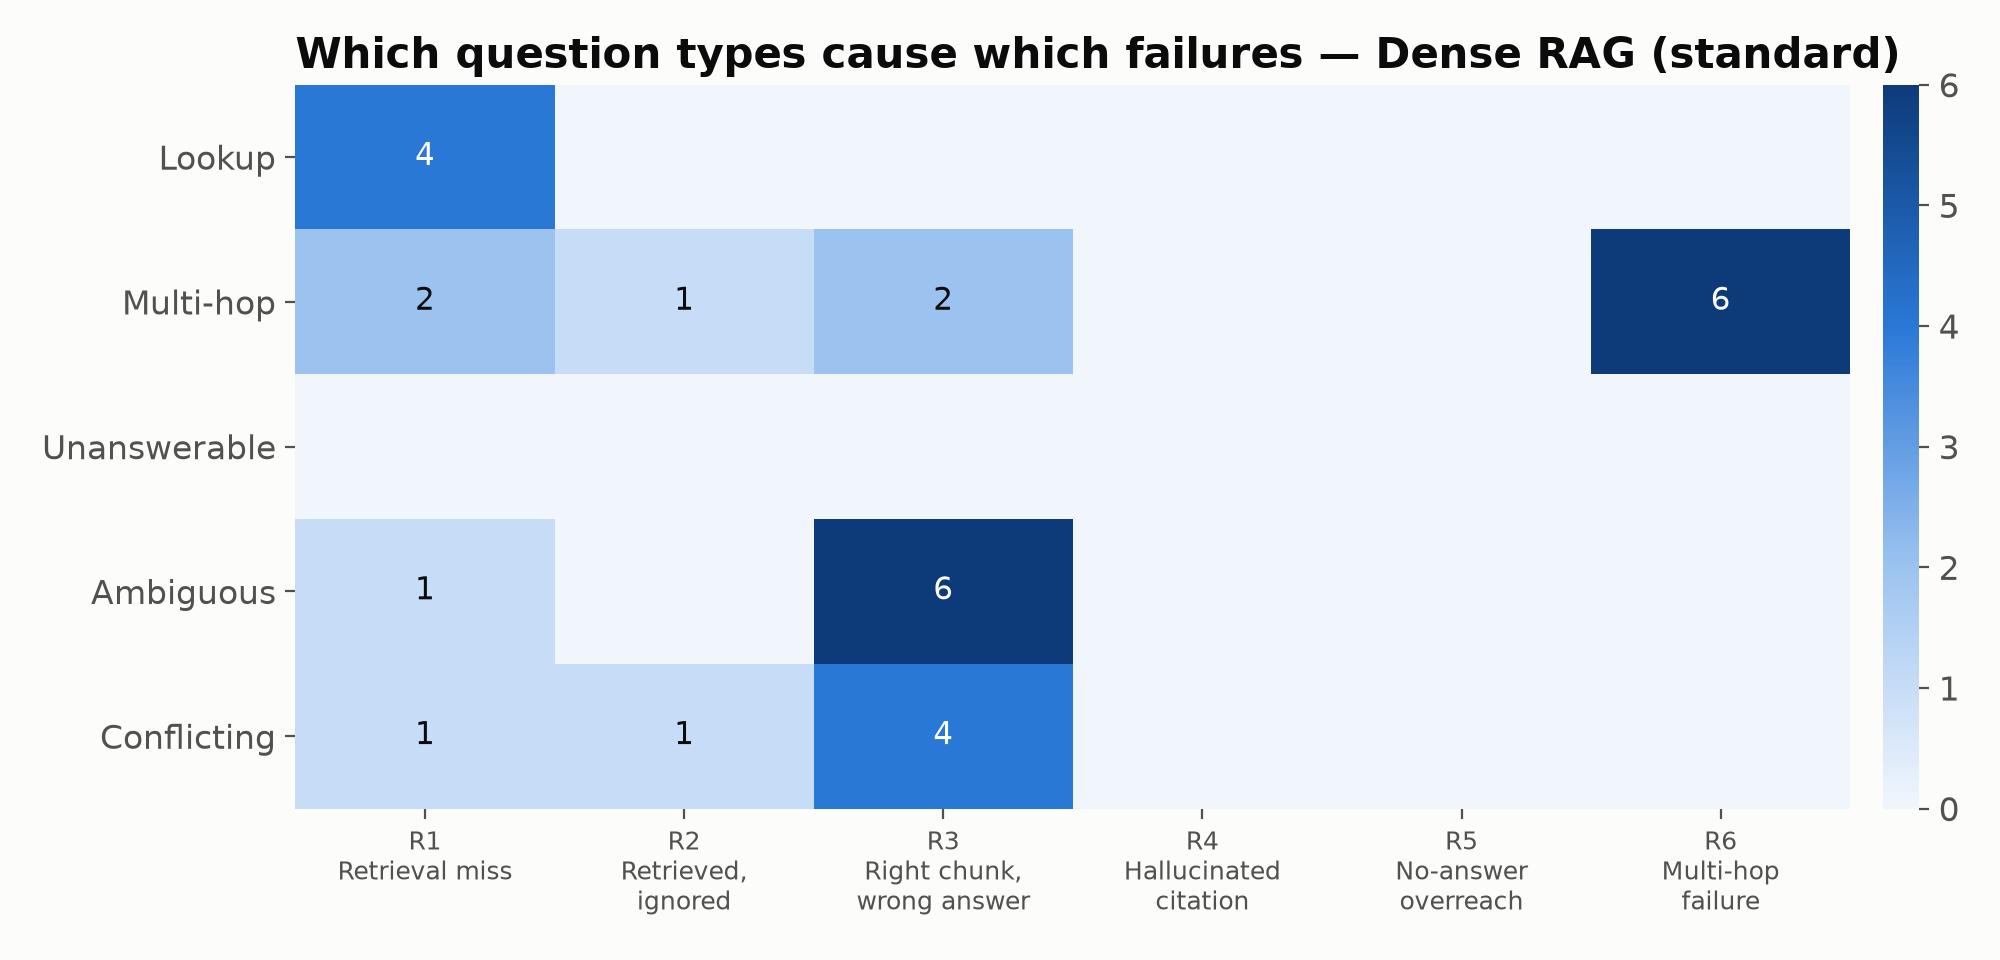 Which question types cause which failures — Dense RAG (standard)
6
Lookup
4
5
Multi-hop
2
1
2
6
4
Unanswerable
3
2
Ambiguous
1
6
1
Conflicting
1
1
4
0
R1
Retrieval miss
R2
Retrieved,
ignored
R3
Right chunk,
wrong answer
R4
Hallucinated
citation
R5
No-answer
overreach
R6
Multi-hop
failure